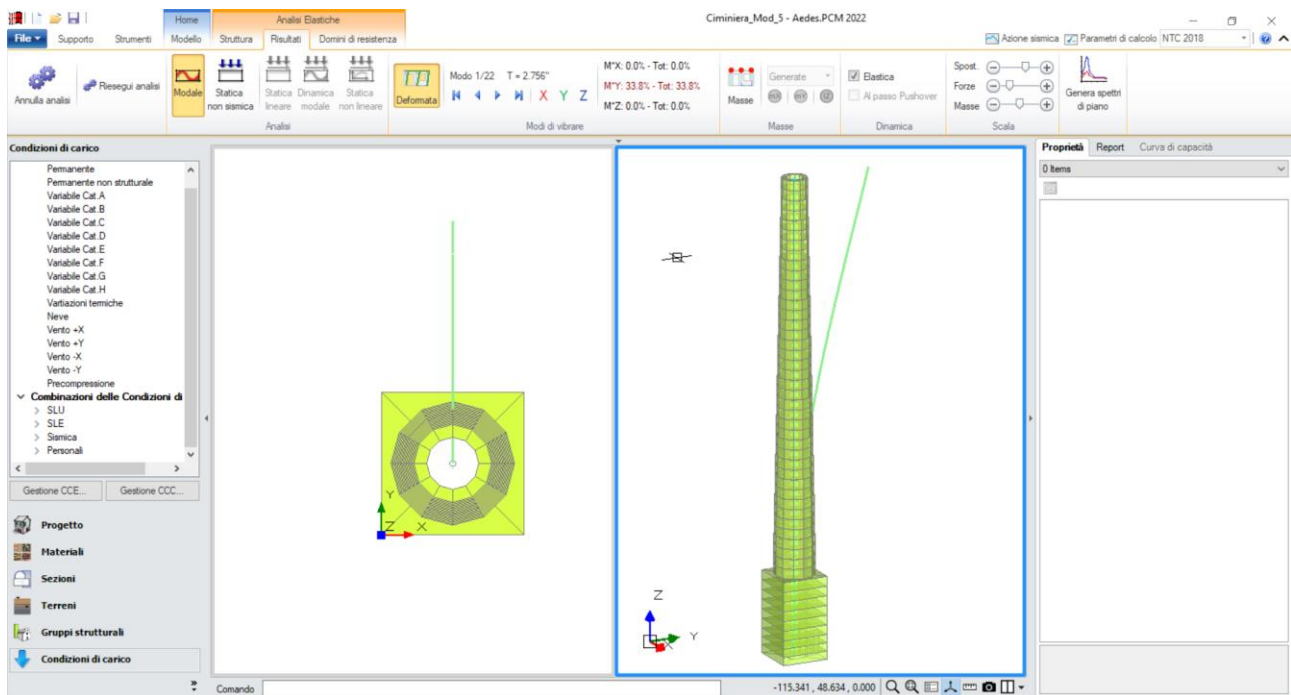 Ciminiera_Mod_5 - Aedes.PCM 2022
Home
Analisi Elastiche
File
Supporto
Strumenti
Modello
Struttura
Risultati
Domini di resistenza
Azione sismica
Parametri di calcolo
NTC 2018
Annulla analisi
Riesegui analisi
Modale
Statica
non sismica
Statica
lineare
Dinamica
modale
Statica
non lineare
Analisi
Deformata
Modo 1/22 T = 2.756"
X Y Z
M*X: 0.0% - Tot: 0.0%
M*Y: 33.8% - Tot: 33.8%
M*Z: 0.0% - Tot: 0.0%
Modi di vibrare
Masse
Generate
Masse
Elastica
Al passo Pushover
Dinamica
Spost.
Forze
Masse
Scala
Genera spettri
di piano
Condizioni di carico
Permanente
Permanente non strutturale
Variabile Cat.A
Variabile Cat.B
Variabile Cat.C
Variabile Cat.D
Variabile Cat.E
Variabile Cat.F
Variabile Cat.G
Variabile Cat.H
Variazioni termiche
Neve
Vento +X
Vento +Y
Vento -X
Vento -Y
Precompressione
Combinazioni delle Condizioni di
SLU
SLE
Sismica
Personali
Gestione CCE...
Gestione CCC...
Progetto
Materiali
Sezioni
Terreni
Gruppi strutturali
Condizioni di carico
Y
Z
X
Z
Y
X
Proprietà
Report
Curva di capacità
0 Items
Comando
-115.341 , 48.634 , 0.000